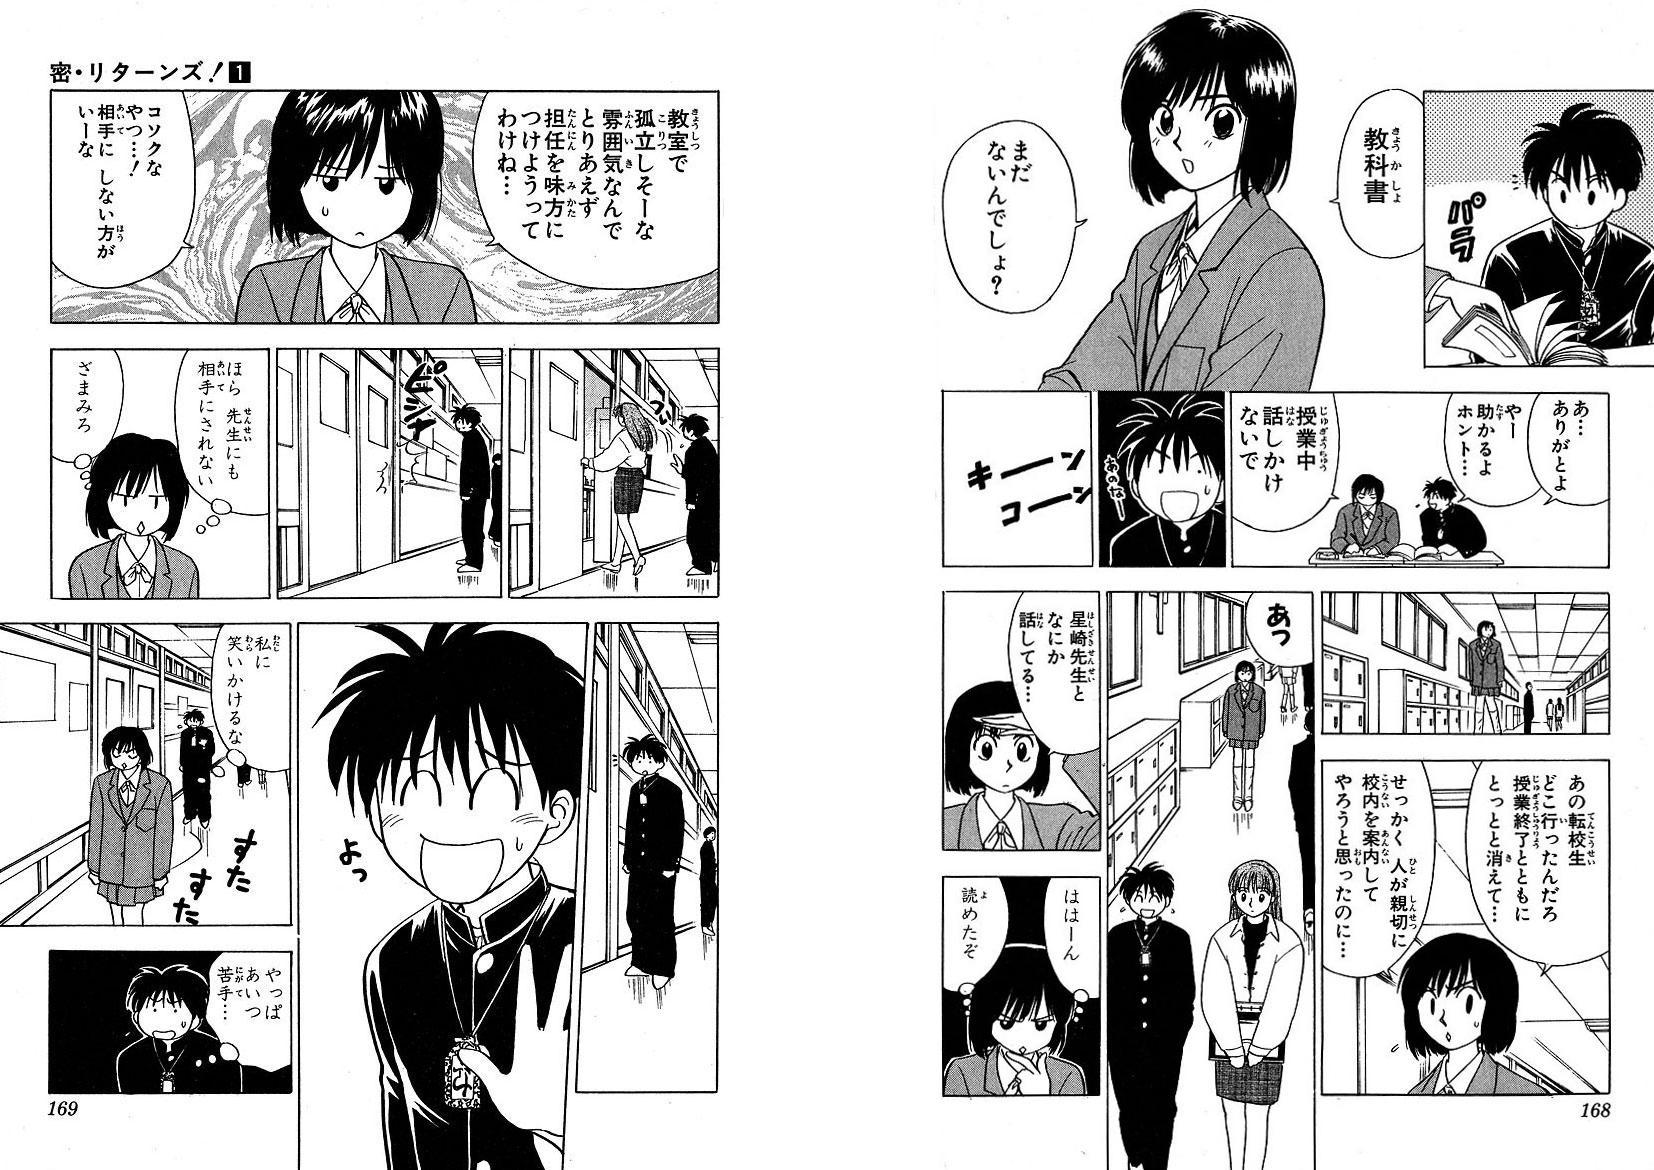 教科書
パラッ
まだ
ないんでしょ？
あ…
ありがとよ
やー
助かるよ
ホント…
授業中
話しかけ
ないで
あのなー
キーン
コーン
あの転校生
どこ行ったんだろ
授業終了とともに
とっとと消えて…
せっかく 人が親切に
校内を案内して
やろうと思ったのに…
あっ
星崎先生と
なにか
話してる…
ははーん
読めたぞ
168
密・リターンズ！1
教室で
孤立しそーな
雰囲気なんで
とりあえず
担任を味方に
つけようって
わけね…
コソクな
やつ…！
相手に しない方が
いーな
つい
ピシャ
ほら 先生にも
相手にされない
ざまみろ
よっ
私に
笑いかけるな
すた
すた
やっぱ
あいつ
苦手…
169